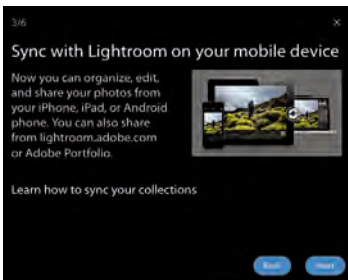 3/6
Sync with Lightroom on your mobile device
Now you can organize, edit,
and share your photos from
your iPhone, iPad, or Android
phone. You can also share
from lightroom.adobe.com
or Adobe Portfolio.
Learn how to sync your collections
Back